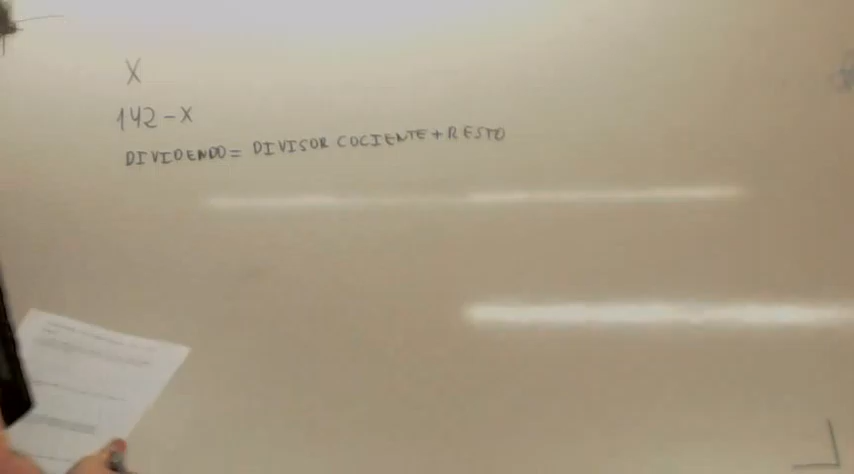 X
142-X
DIVIDENDO= DIVISOR COCIENTE+RESTO